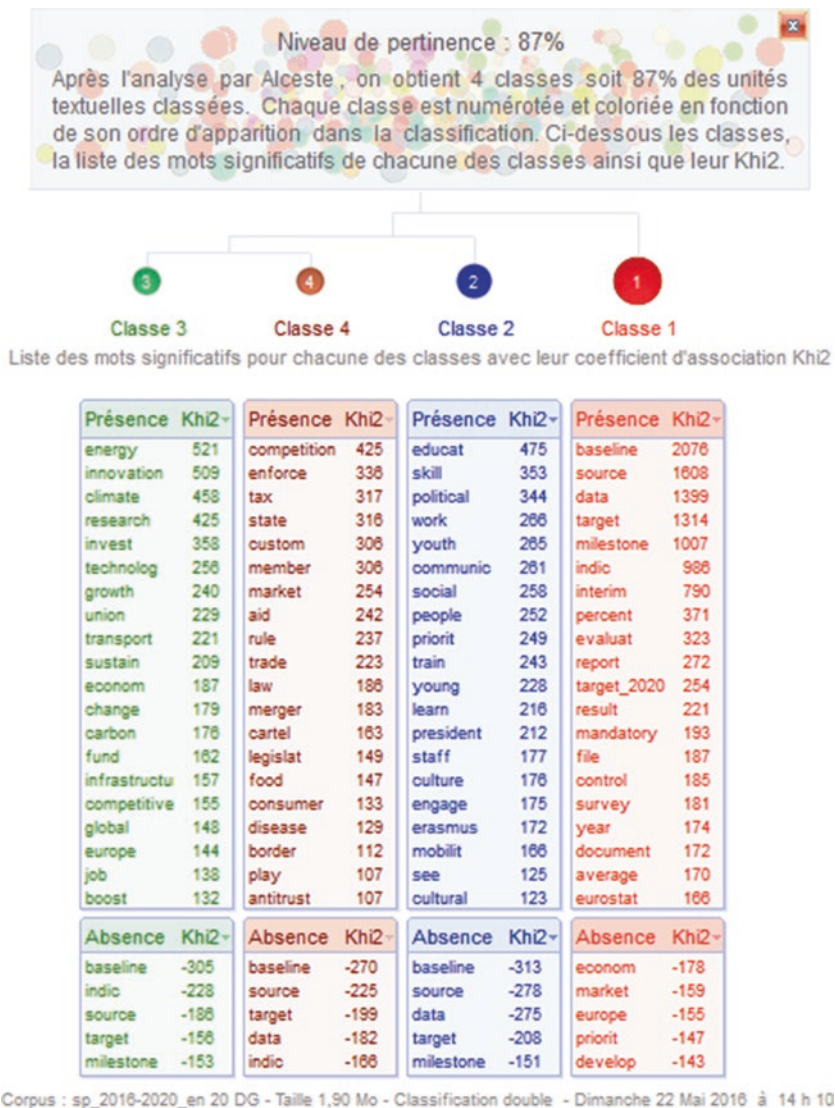 Niveau de pertinence : 87%
Après l'analyse par Alceste , on obtient 4 classes soit 87% des unités
textuelles classées. Chaque classe est numérotée et coloriée en fonction
de son ordre d'apparition dans la classification. Ci-dessous les classes,
la liste des mots significatifs de chacune des classes ainsi que leur Khi2.
3 4 2 1
Classe 3 Classe 4 Classe 2 Classe 1
Liste des mots significatifs pour chacune des classes avec leur coefficient d'association Khi2
Présence Khi2 Présence Khi2 Présence Khi2 Présence Khi2
energy 521 competition 425 educat 475 baseline 2076
innovation 509 enforce 336 skill 353 source 1608
climate 458 tax 317 political 344 data 1399
research 425 state 316 work 266 target 1314
invest 358 custom 306 youth 265 milestone 1007
technolog 256 member 306 communic 261 indic 986
growth 240 market 254 social 258 interim 790
union 229 aid 242 people 252 percent 371
transport 221 rule 237 priorit 249 evaluat 323
sustain 209 trade 223 train 243 report 272
econom 187 law 186 young 228 target_2020 254
change 179 merger 183 learn 216 result 221
carbon 176 cartel 163 president 212 mandatory 193
fund 162 legislat 149 staff 177 file 187
infrastructu 157 food 147 culture 176 control 185
competitive 155 consumer 133 engage 175 survey 181
global 148 disease 129 erasmus 172 year 174
europe 144 border 112 mobilit 166 document 172
job 138 play 107 see 125 average 170
boost 132 antitrust 107 cultural 123 eurostat 166
Absence Khi2 Absence Khi2 Absence Khi2 Absence Khi2
baseline -305 baseline -270 baseline -313 econom -178
indic -228 source -225 source -278 market -159
source -186 target -199 data -275 europe -155
target -156 data -182 target -208 priorit -147
milestone -153 indic -166 milestone -151 develop -143
Corpus : sp_2016-2020_en 20 DG - Taille 1,90 Mo - Classification double - Dimanche 22 Mai 2016 à 14 h 10